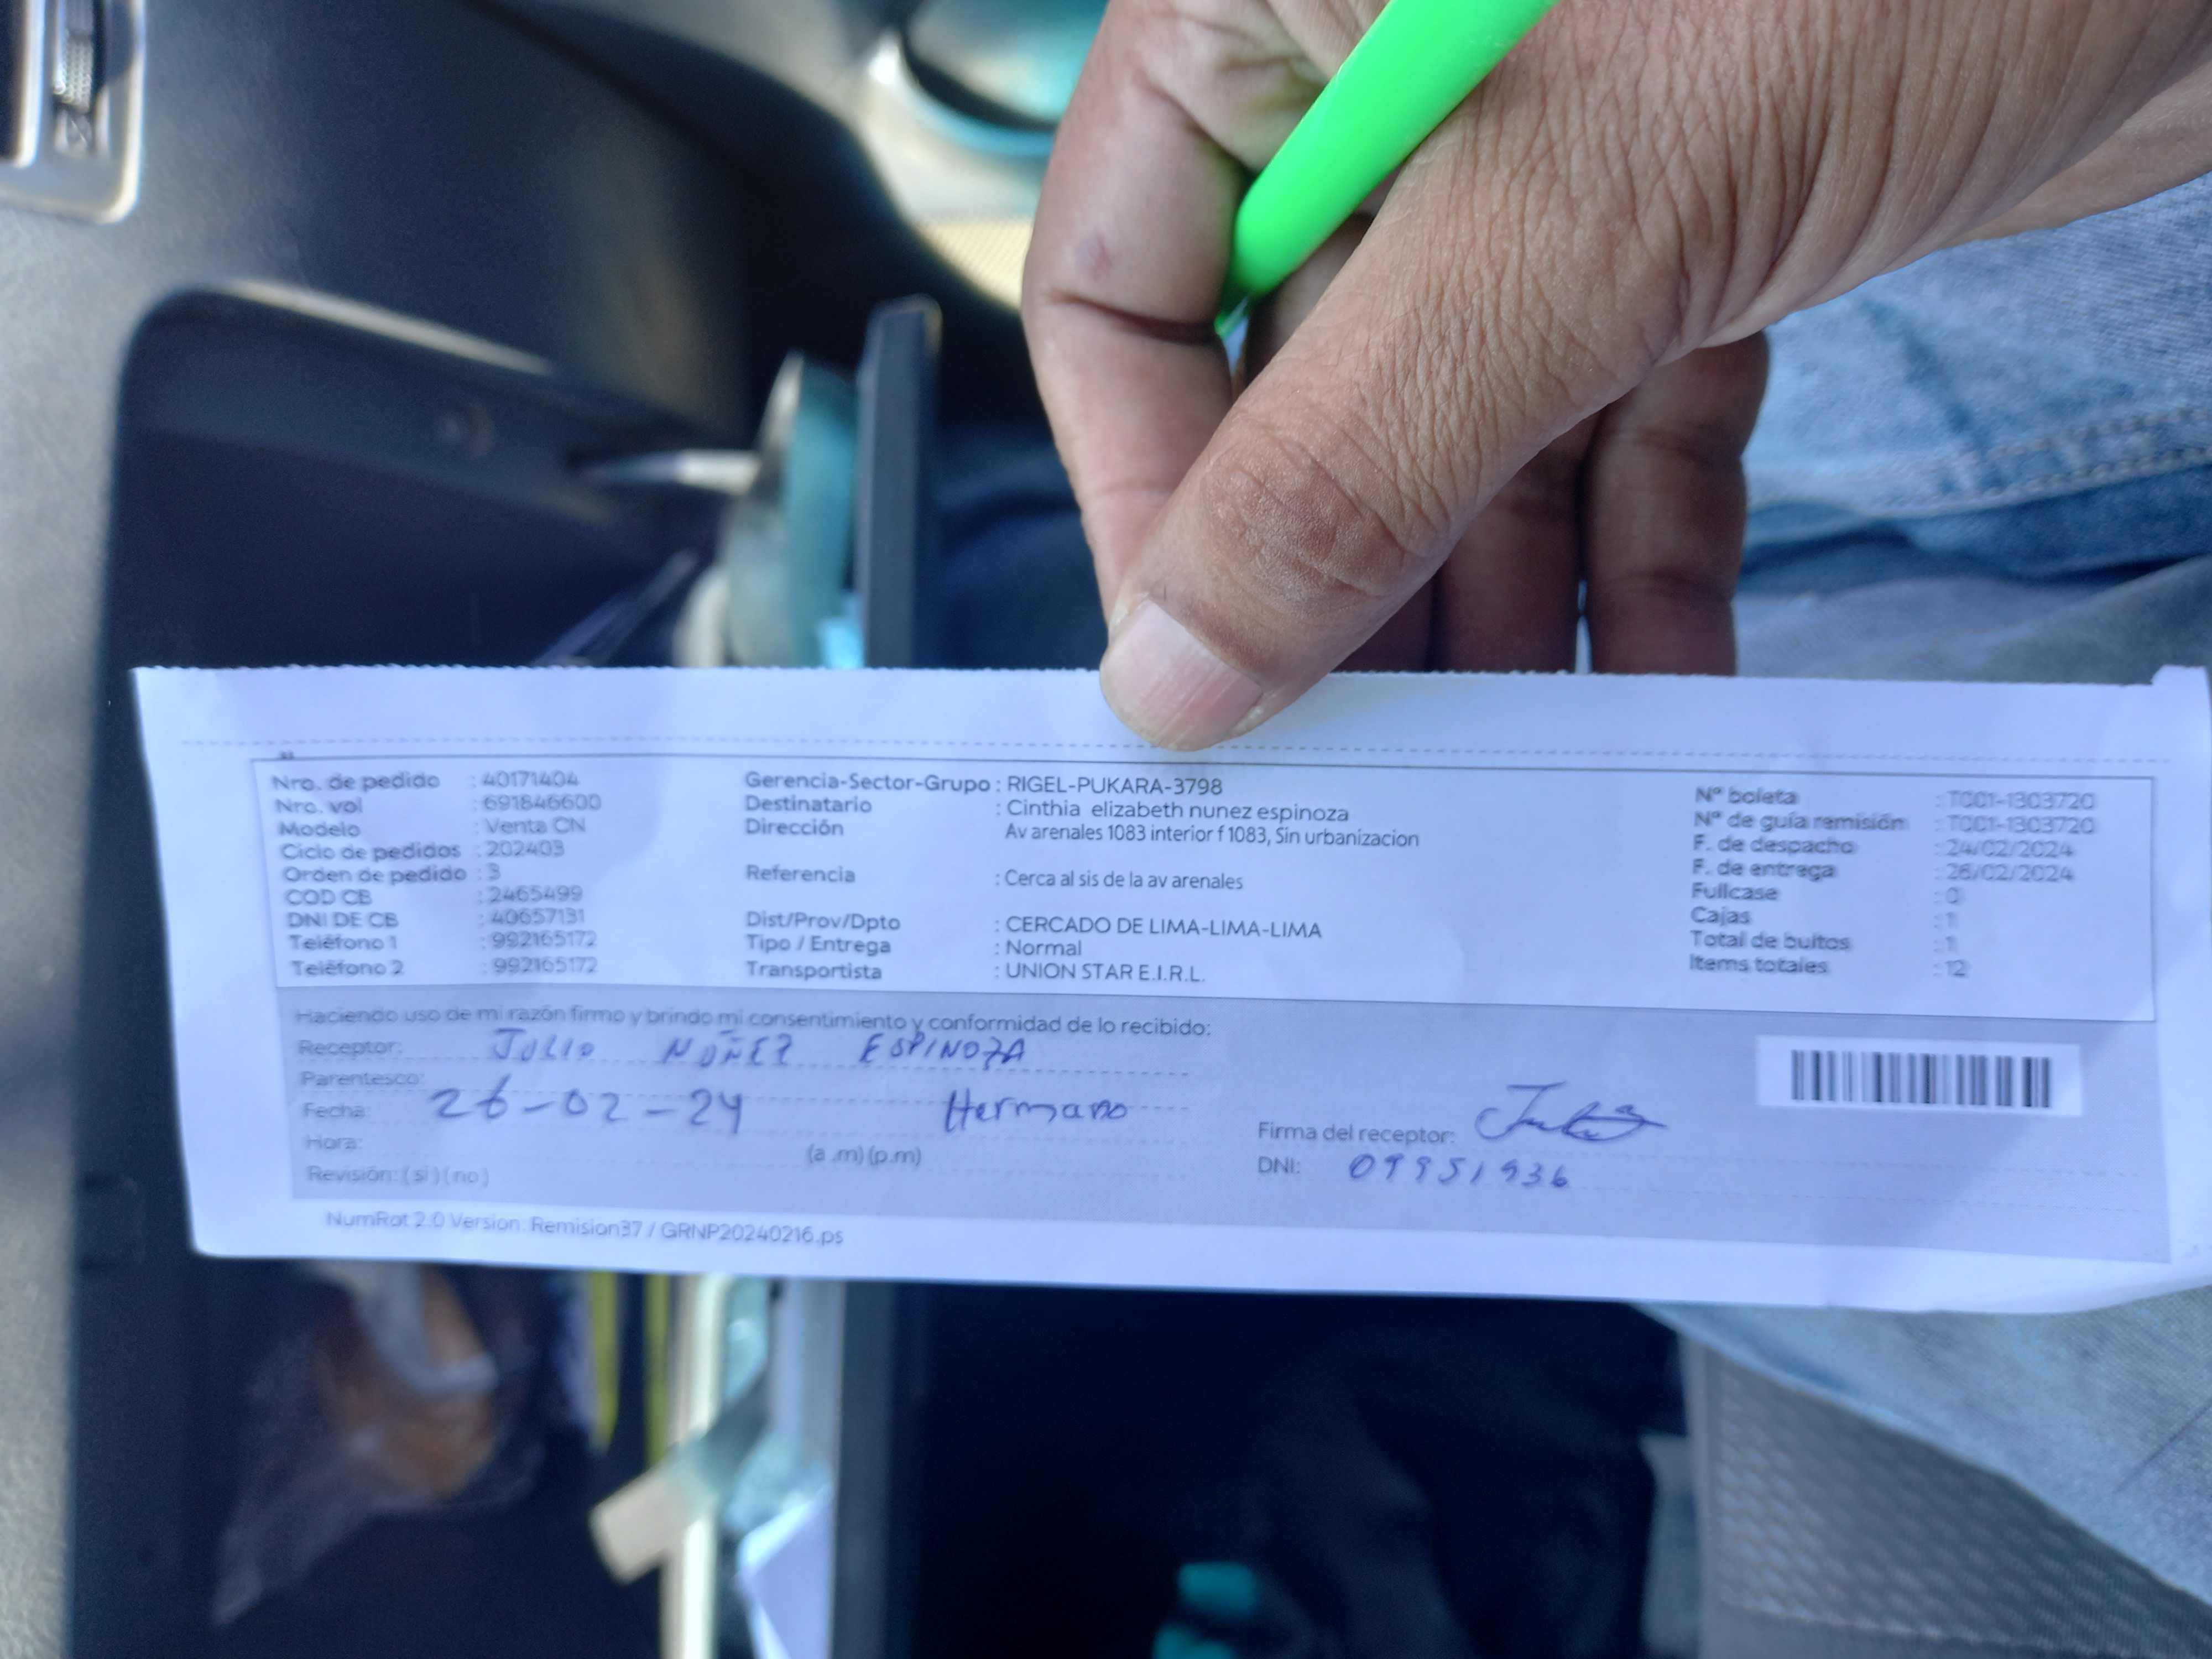 Nro. de pedido : 40171404
Nro. vol : 691846600
Modelo : Venta CN
Ciclo de pedidos : 202403
Orden de pedido : 3
COD CB : 2465499
DNI DE CB : 40657131
Teléfono 1 : 992165172
Teléfono 2 : 992165172
Gerencia-Sector-Grupo : RIGEL-PUKARA-3798
Destinatario : Cinthia elizabeth nunez espinoza
Dirección Av arenales 1083 interior f 1083, Sin urbanizacion
Referencia : Cerca al sis de la av arenales
Dist/Prov/Dpto : CERCADO DE LIMA-LIMA-LIMA
Tipo / Entrega : Normal
Transportista : UNION STAR E.I.R.L.
N° boleta : T001-1303720
N° de guía remisión : T001-1303720
F. de despacho : 24/02/2024
F. de entrega : 26/02/2024
Fullcase : 0
Cajas : 1
Total de bultos : 1
Items totales : 12
Haciendo uso de mi razón firmo y brindo mi consentimiento y conformidad de lo recibido:
Receptor: JULIO NUÑEZ ESPINOZA
Parentesco:
Fecha: 26-02-24 Hermano
Hora: (a .m) (p.m)
Revisión: ( si ) ( no )
Firma del receptor:
DNI: 09951936
NumRot 2.0 Version: Remision37 / GRNP20240216.ps